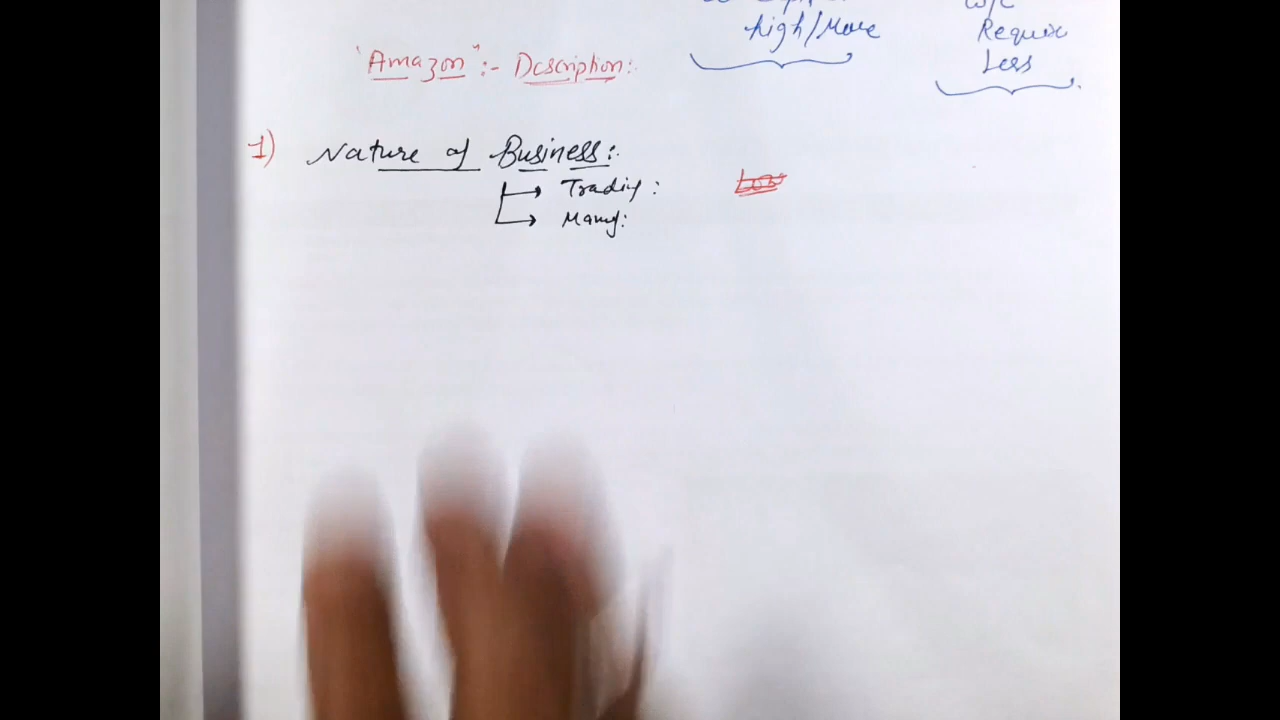 W/C
high/More
Require
Less
"Amazon":- Description:
1) Nature of Business:
Trading:
Manuf: